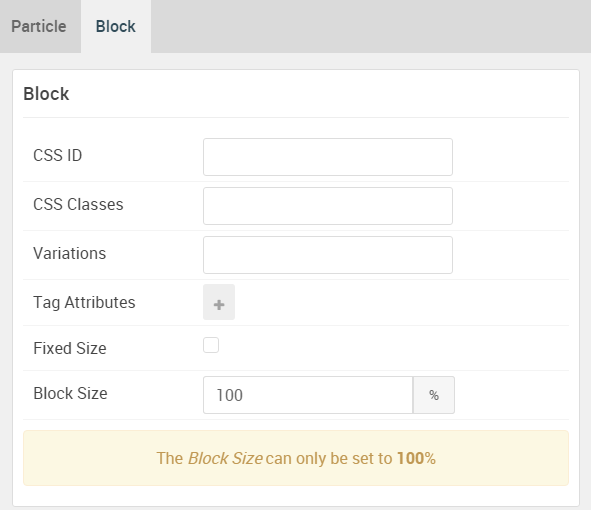 Particle Block
Block
CSS ID
CSS Classes
Variations
Tag Attributes +
Fixed Size
Block Size 100 %
The Block Size can only be set to 100%